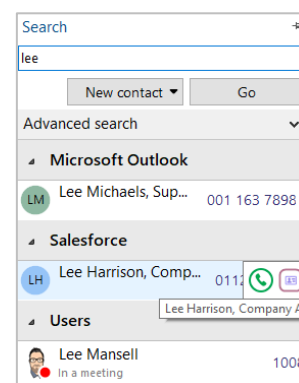 Search
lee
New contact
Go
Advanced search
Microsoft Outlook
LM
Lee Michaels, Sup...
001 163 7898
Salesforce
LH
Lee Harrison, Comp...
011
Lee Harrison, Company A
Users
Lee Mansell
In a meeting
1008